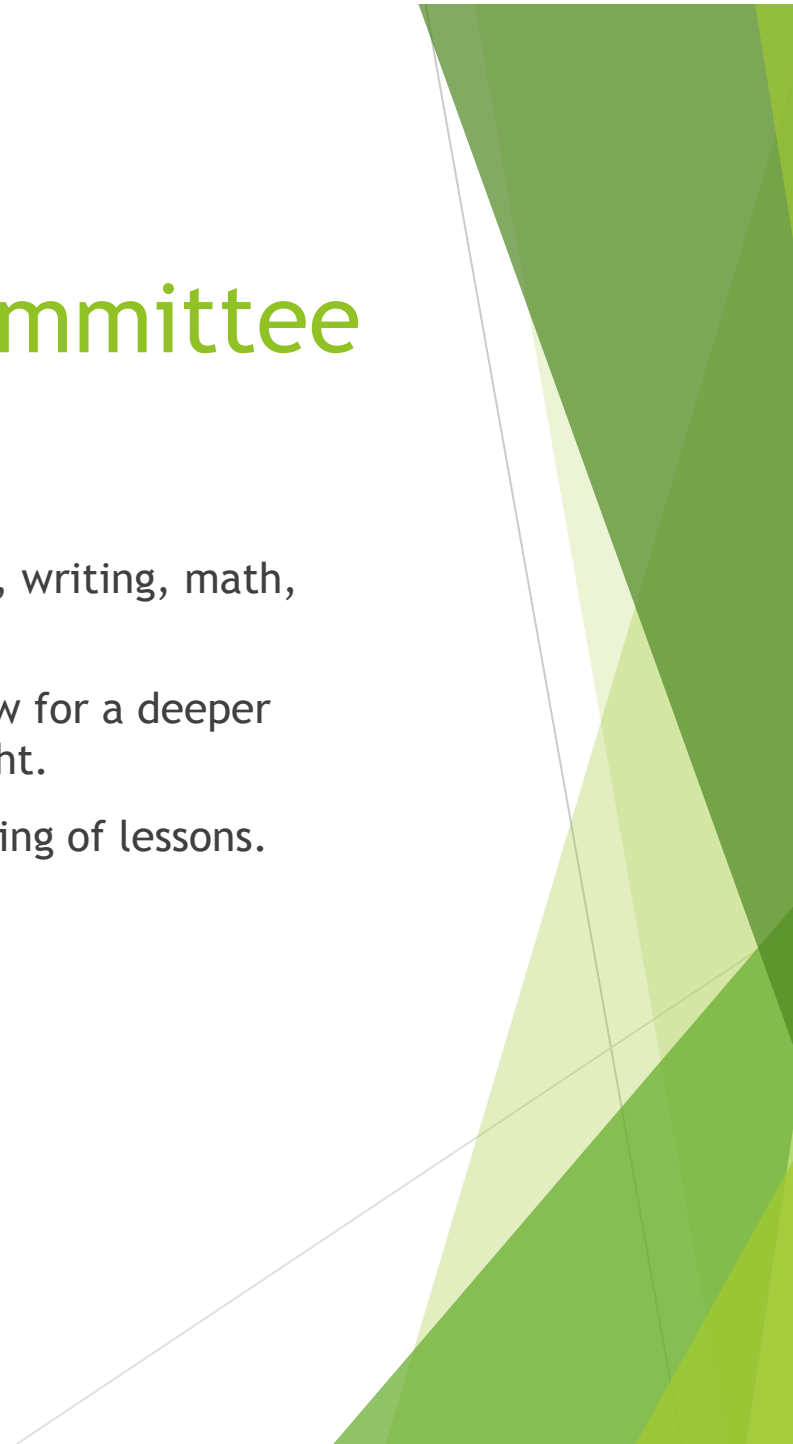 mmittee
, writing, math,
w for a deeper
ht.
ing of lessons.